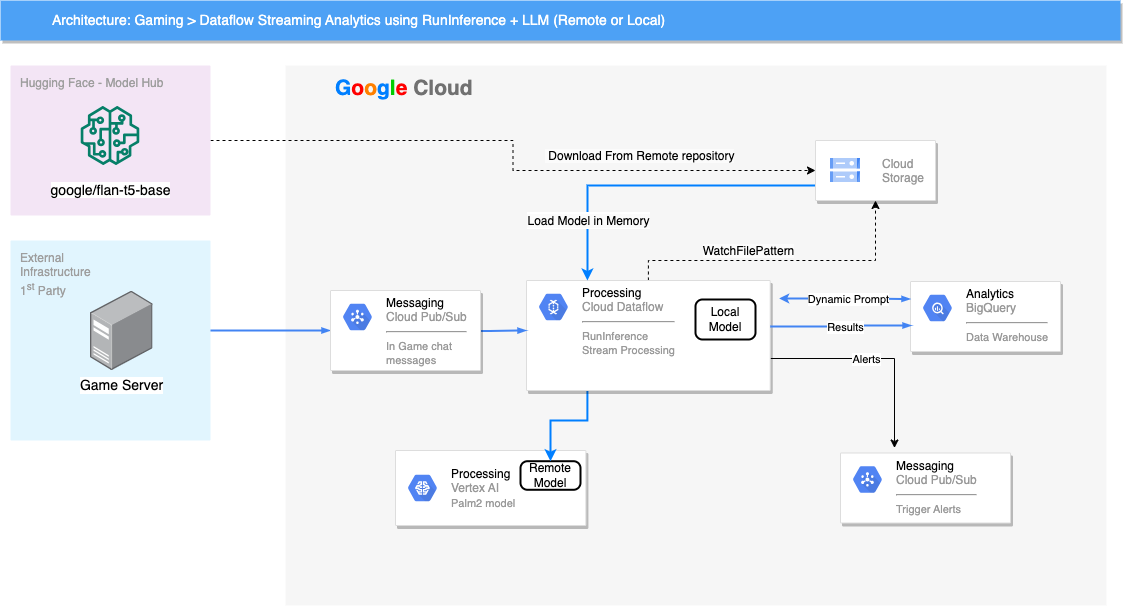 Architecture: Gaming > Dataflow Streaming Analytics using RunInference + LLM (Remote or Local)
Hugging Face - Model Hub
google/flan-t5-base
External
Infrastructure
1st Party
Game Server
Google Cloud
Download From Remote repository
Cloud
Storage
Load Model in Memory
WatchFilePattern
Messaging
Cloud Pub/Sub
In Game chat
messages
Processing
Cloud Dataflow
RunInference
Stream Processing
Local
Model
Dynamic Prompt
Results
Alerts
Analytics
BigQuery
Data Warehouse
Processing
Vertex AI
Palm2 model
Remote
Model
Messaging
Cloud Pub/Sub
Trigger Alerts